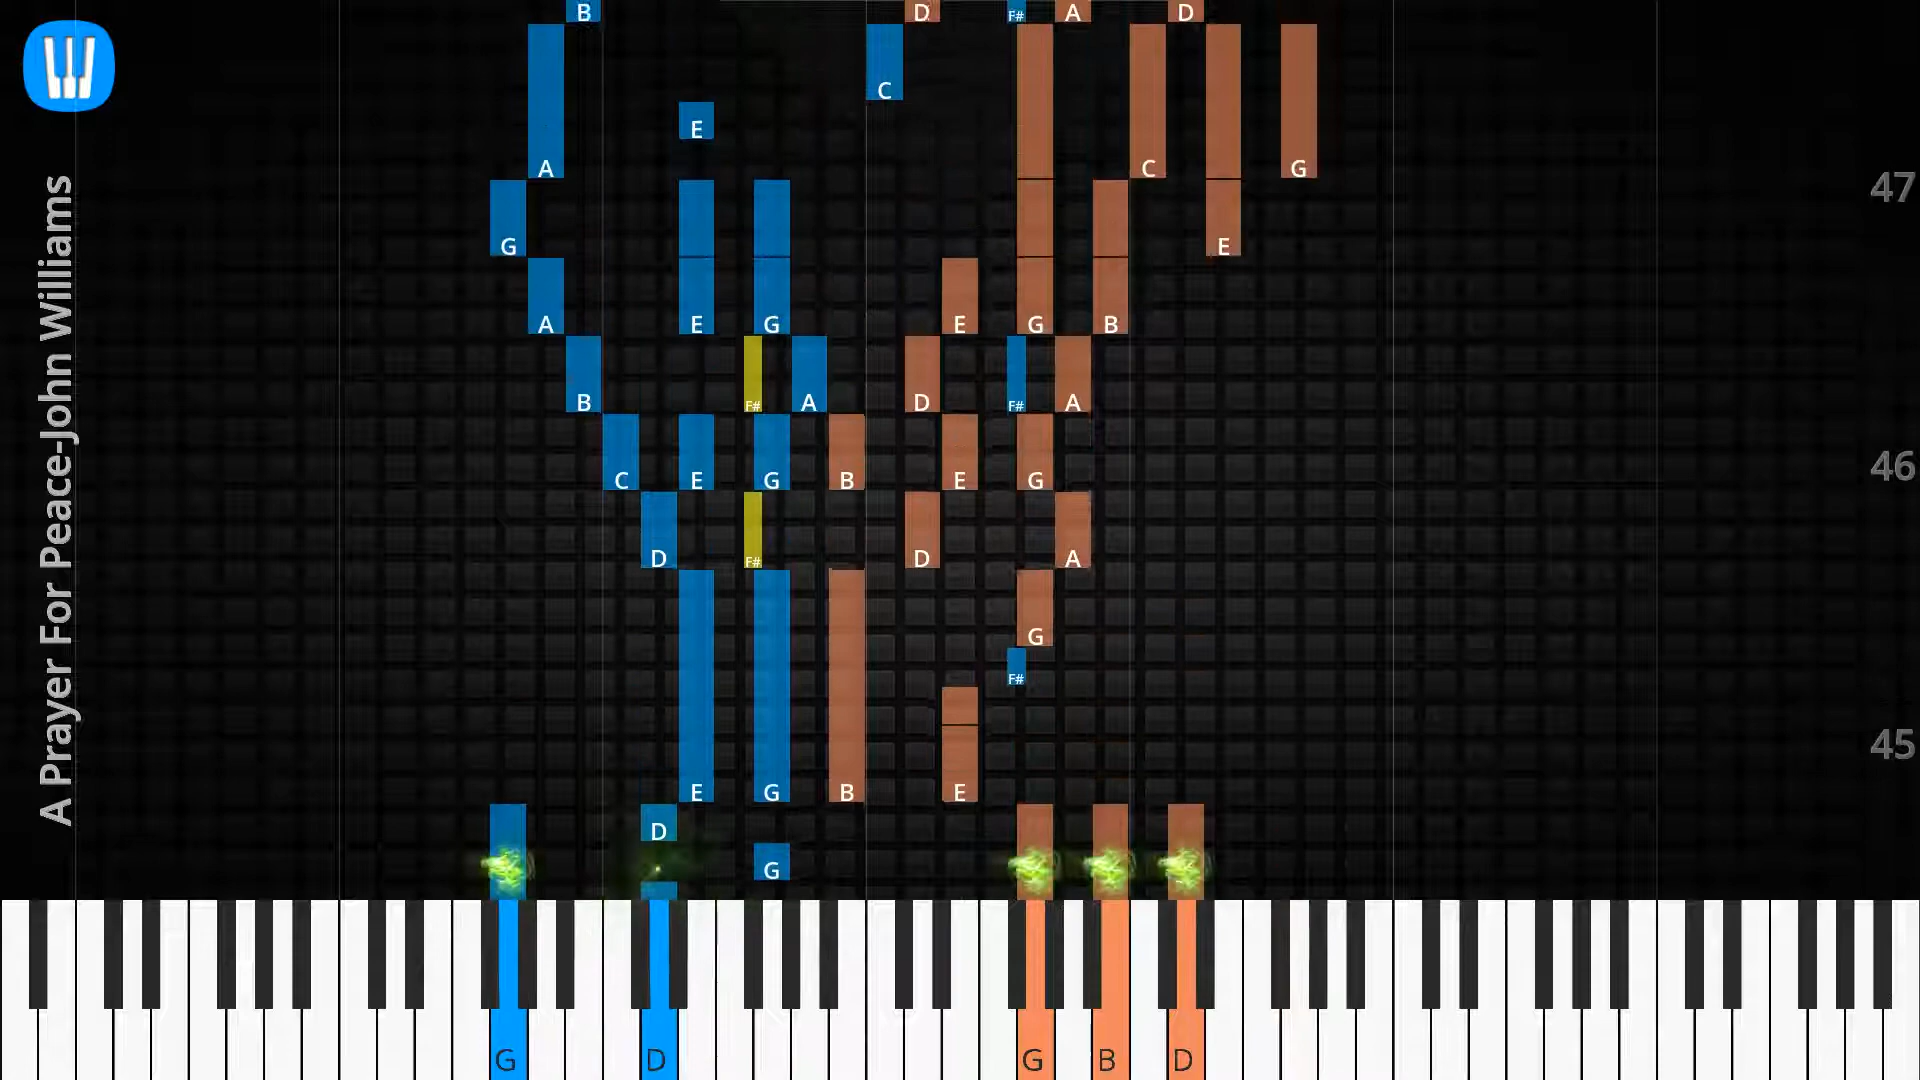 A Prayer For Peace-John Williams
B D F# A D
C
E
A C G
47
G E
A E G E G B
B F# A D F# A
46
C E G B E G
D F# D A
G
F#
45
E G B E
D
G
G D G B D